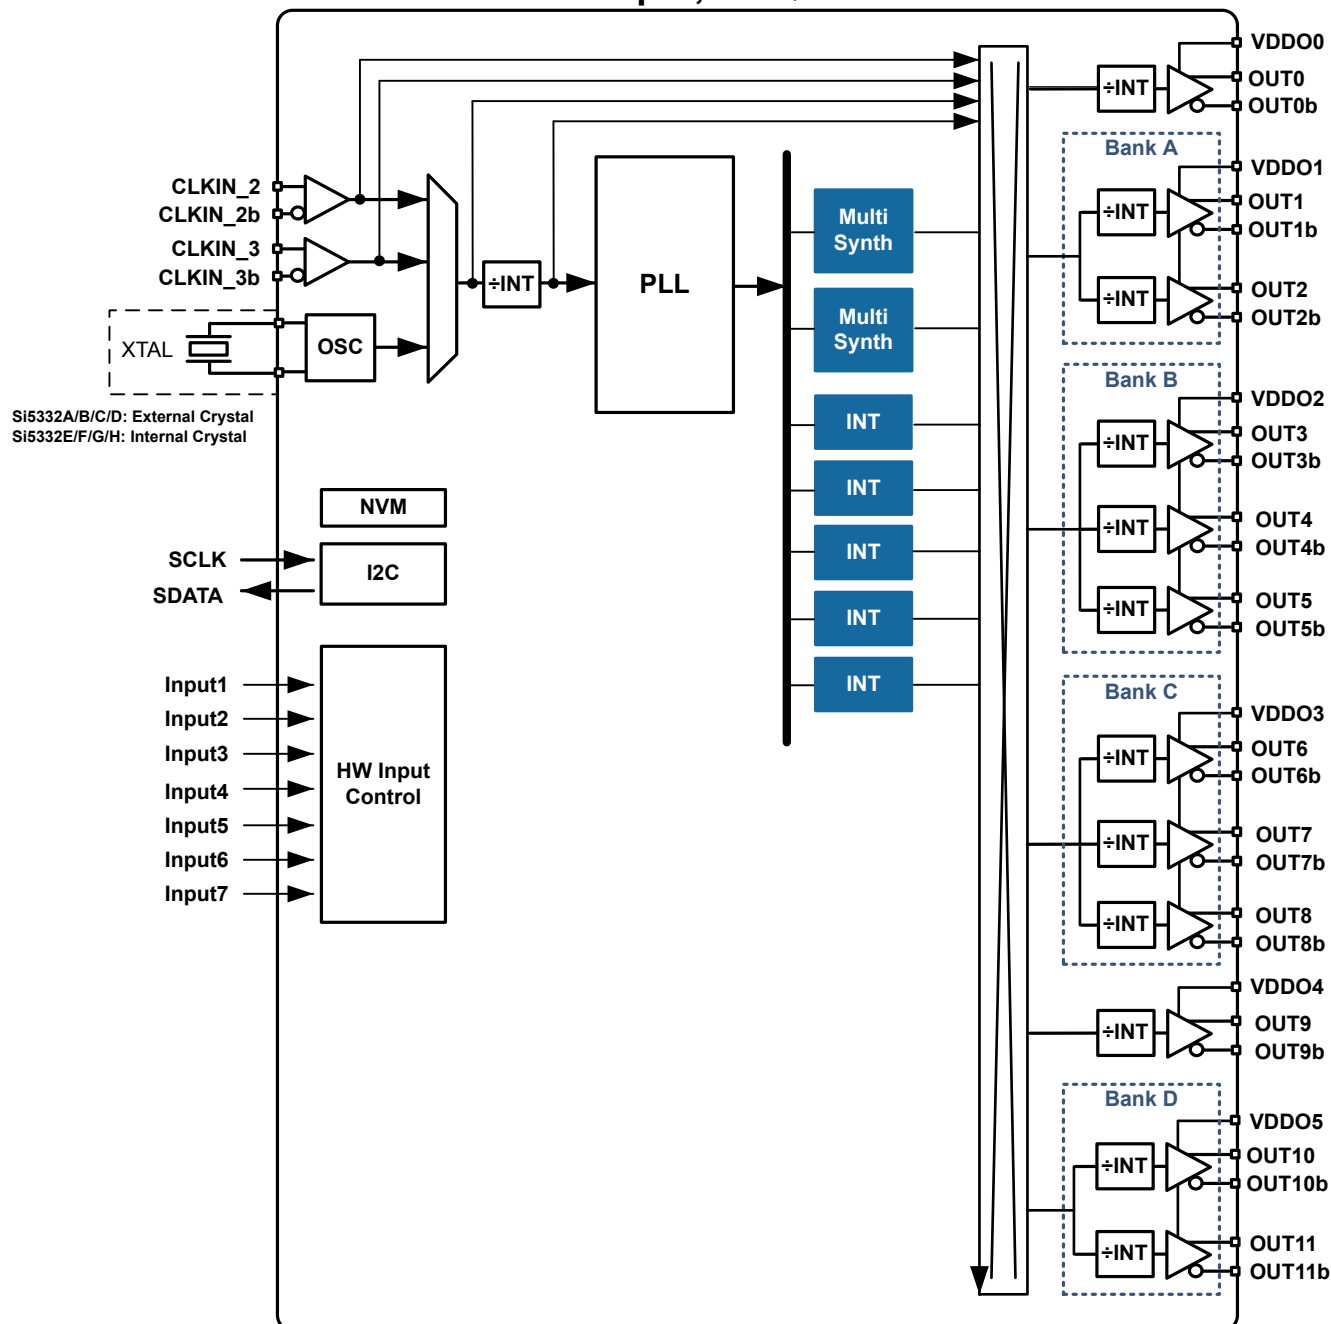 VDDO0
OUT0
÷INT
OUT0b
Bank A
VDDO1
CLKIN_2
OUT1
÷INT
CLKIN_2b
OUT1b
Multi
Synth
CLKIN_3
CLKIN_3b
÷INT
PLL
OUT2
÷INT
OUT2b
Multi
Synth
XTAL
OSC
Bank B
VDDO2
Si5332A/B/C/D: External Crystal
Si5332E/F/G/H: Internal Crystal
INT
OUT3
÷INT
OUT3b
NVM
INT
OUT4
÷INT
OUT4b
SCLK
I2C
INT
SDATA
OUT5
÷INT
OUT5b
INT
Input1
INT
Bank C
VDDO3
Input2
OUT6
Input3
÷INT
OUT6b
HW Input
Control
Input4
Input5
OUT7
÷INT
OUT7b
Input6
Input7
OUT8
÷INT
OUT8b
VDDO4
OUT9
÷INT
OUT9b
Bank D
VDDO5
OUT10
÷INT
OUT10b
OUT11
÷INT
OUT11b